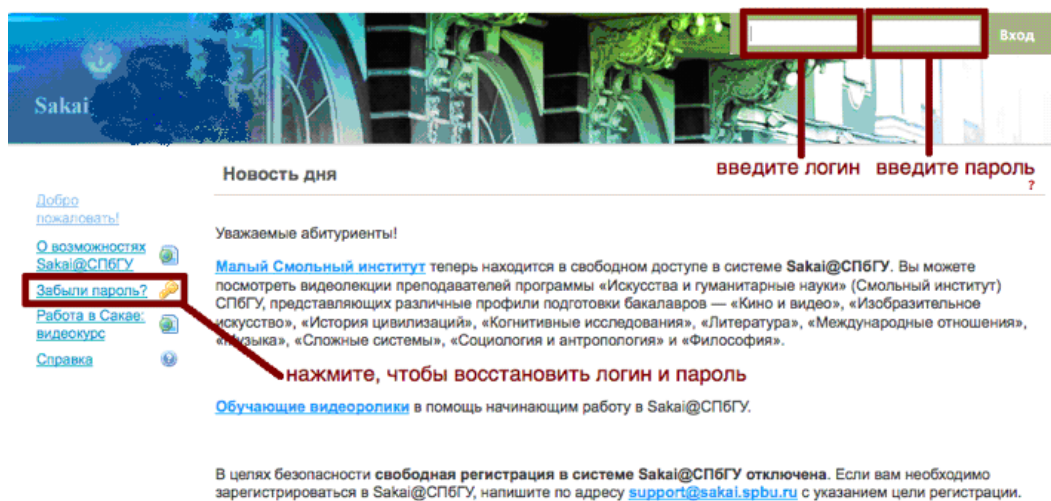 Вход
Sakai
введите логин введите пароль
?
Новость дня
Добро
пожаловать!
О возможностях
Sakai@СПбГУ
Забыли пароль?
Работа в Сакае:
видеокурс
Справка
Уважаемые абитуриенты!
Малый Смольный институт теперь находится в свободном доступе в системе Sakai@СПбГУ. Вы можете
посмотреть видеолекции преподавателей программы «Искусства и гуманитарные науки» (Смольный институт)
СПбГУ, представляющих различные профили подготовки бакалавров — «Кино и видео», «Изобразительное
искусство», «История цивилизаций», «Когнитивные исследования», «Литература», «Международные отношения»,
«Музыка», «Сложные системы», «Социология и антропология» и «Философия».
нажмите, чтобы восстановить логин и пароль
Обучающие видеоролики в помощь начинающим работу в Sakai@СПбГУ.
В целях безопасности свободная регистрация в системе Sakai@СПбГУ отключена. Если вам необходимо
зарегистрироваться в Sakai@СПбГУ, напишите по адресу support@sakai.spbu.ru с указанием цели регистрации.